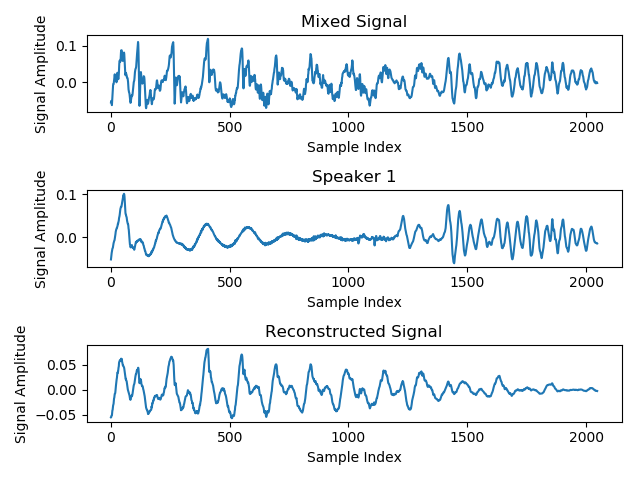 Mixed Signal
Signal Amplitude
0.1
0.0
0
500
1000
1500
2000
Sample Index
Speaker 1
Signal Amplitude
0.1
0.0
0
500
1000
1500
2000
Sample Index
Reconstructed Signal
Signal Amplitude
0.05
0.00
−0.05
0
500
1000
1500
2000
Sample Index